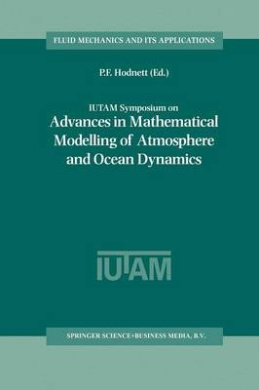 FLUID MECHANICS AND ITS APPLICATIONS
P.F. Hodnett (Ed.)
IUTAM Symposium on
Advances in Mathematical
Modelling of Atmosphere
and Ocean Dynamics
IUTAM
SPRINGER SCIENCE+BUSINESS MEDIA, B.V.